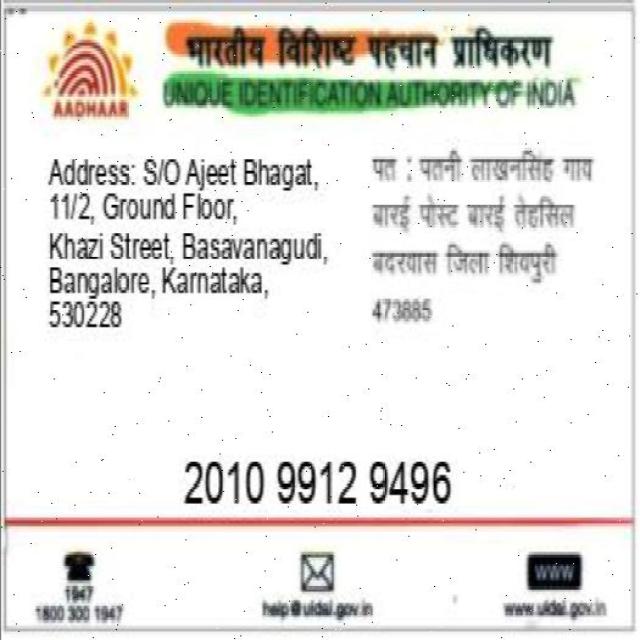 भारतीय विशिष्ट पहचान प्राधिकरण
UNIQUE IDENTIFICATION AUTHORITY OF INDIA
AADHAAR
Address: S/O Ajeet Bhagat,
11/2, Ground Floor,
Khazi Street, Basavanagudi,
Bangalore, Karnataka,
530228
पत : पतनी लाखनसिंह गाव
बारई पोस्ट बारई तेहसिल
बदरवास जिला शिवपुरी
473885
2010 9912 9496
1947
1800 300 1947
help@uidai.gov.in
www
www.uidai.gov.in